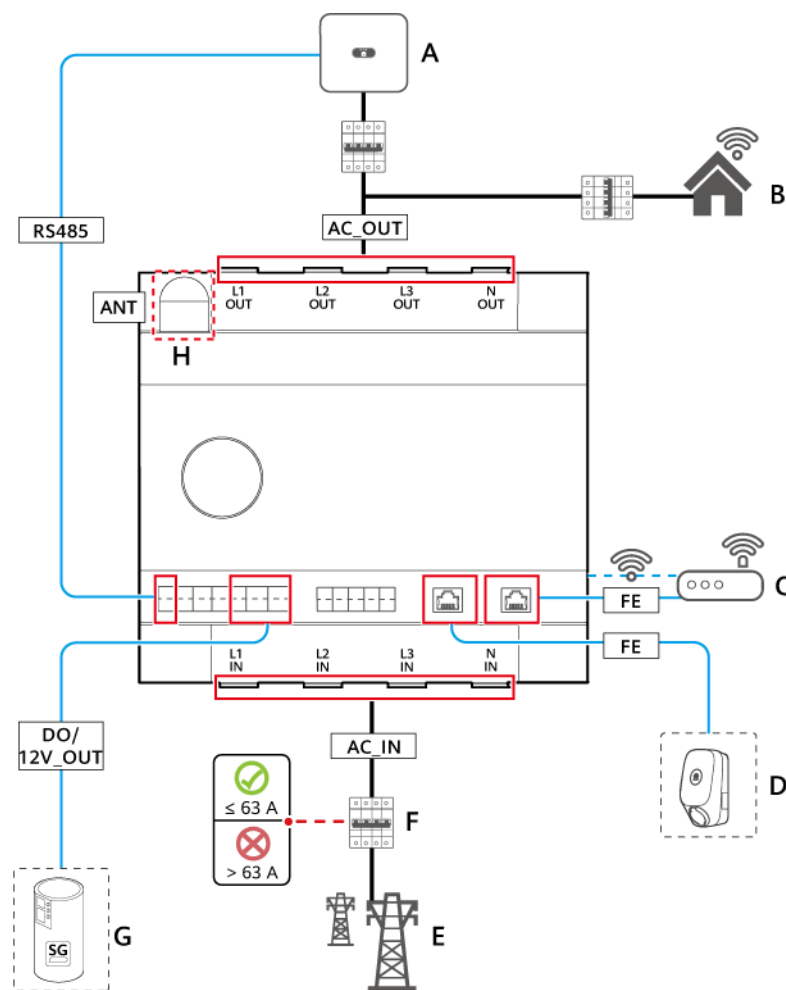 A
B
RS485
AC_OUT
ANT
L1
OUT
L2
OUT
L3
OUT
N
OUT
H
C
FE
FE
L1
IN
L2
IN
L3
IN
N
IN
DO/
12V_OUT
AC_IN
D
≤ 63 A
> 63 A
F
G
SG
E